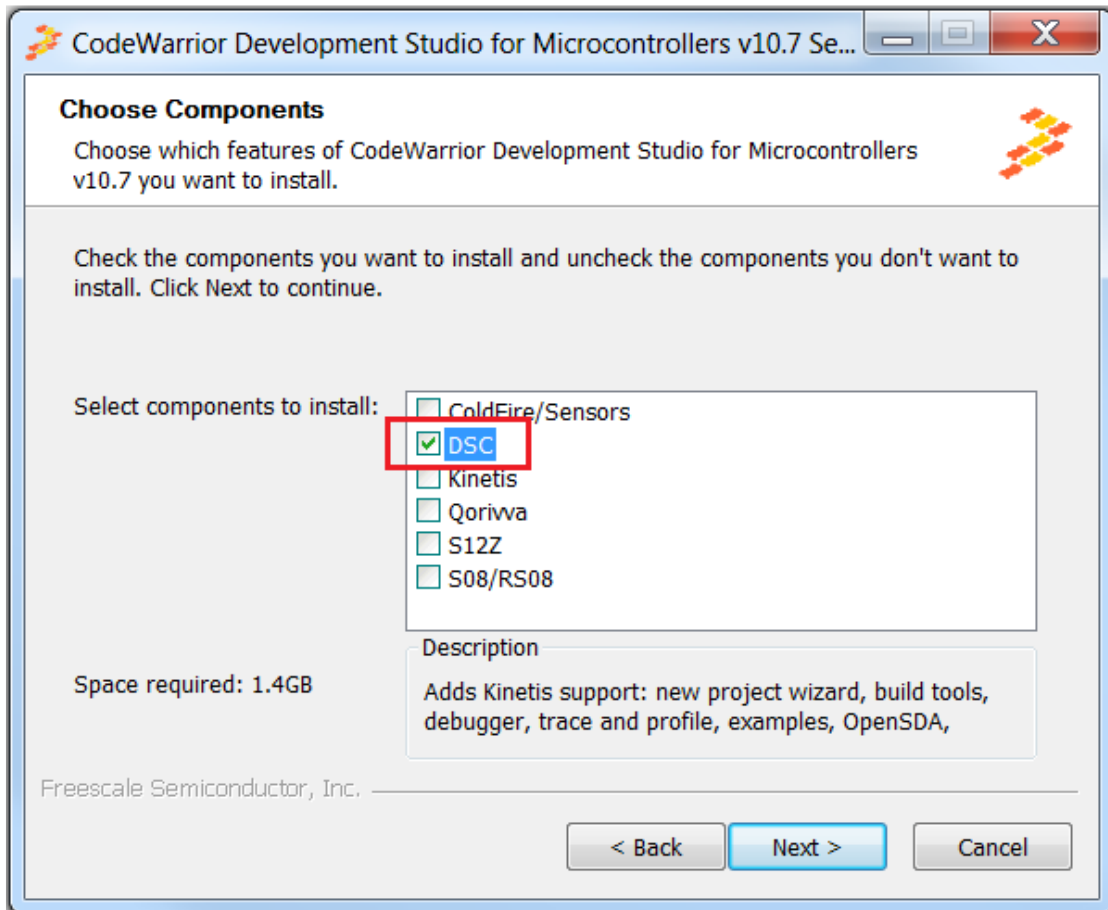 CodeWarrior Development Studio for Microcontrollers v10.7 Se...
Choose Components
Choose which features of CodeWarrior Development Studio for Microcontrollers
v10.7 you want to install.
Check the components you want to install and uncheck the components you don't want to
install. Click Next to continue.
Select components to install:
ColdFire/Sensors
DSC
Kinetis
Qorivva
S12Z
S08/RS08
Space required: 1.4GB
Description
Adds Kinetis support: new project wizard, build tools,
debugger, trace and profile, examples, OpenSDA,
Freescale Semiconductor, Inc.
< Back
Next >
Cancel